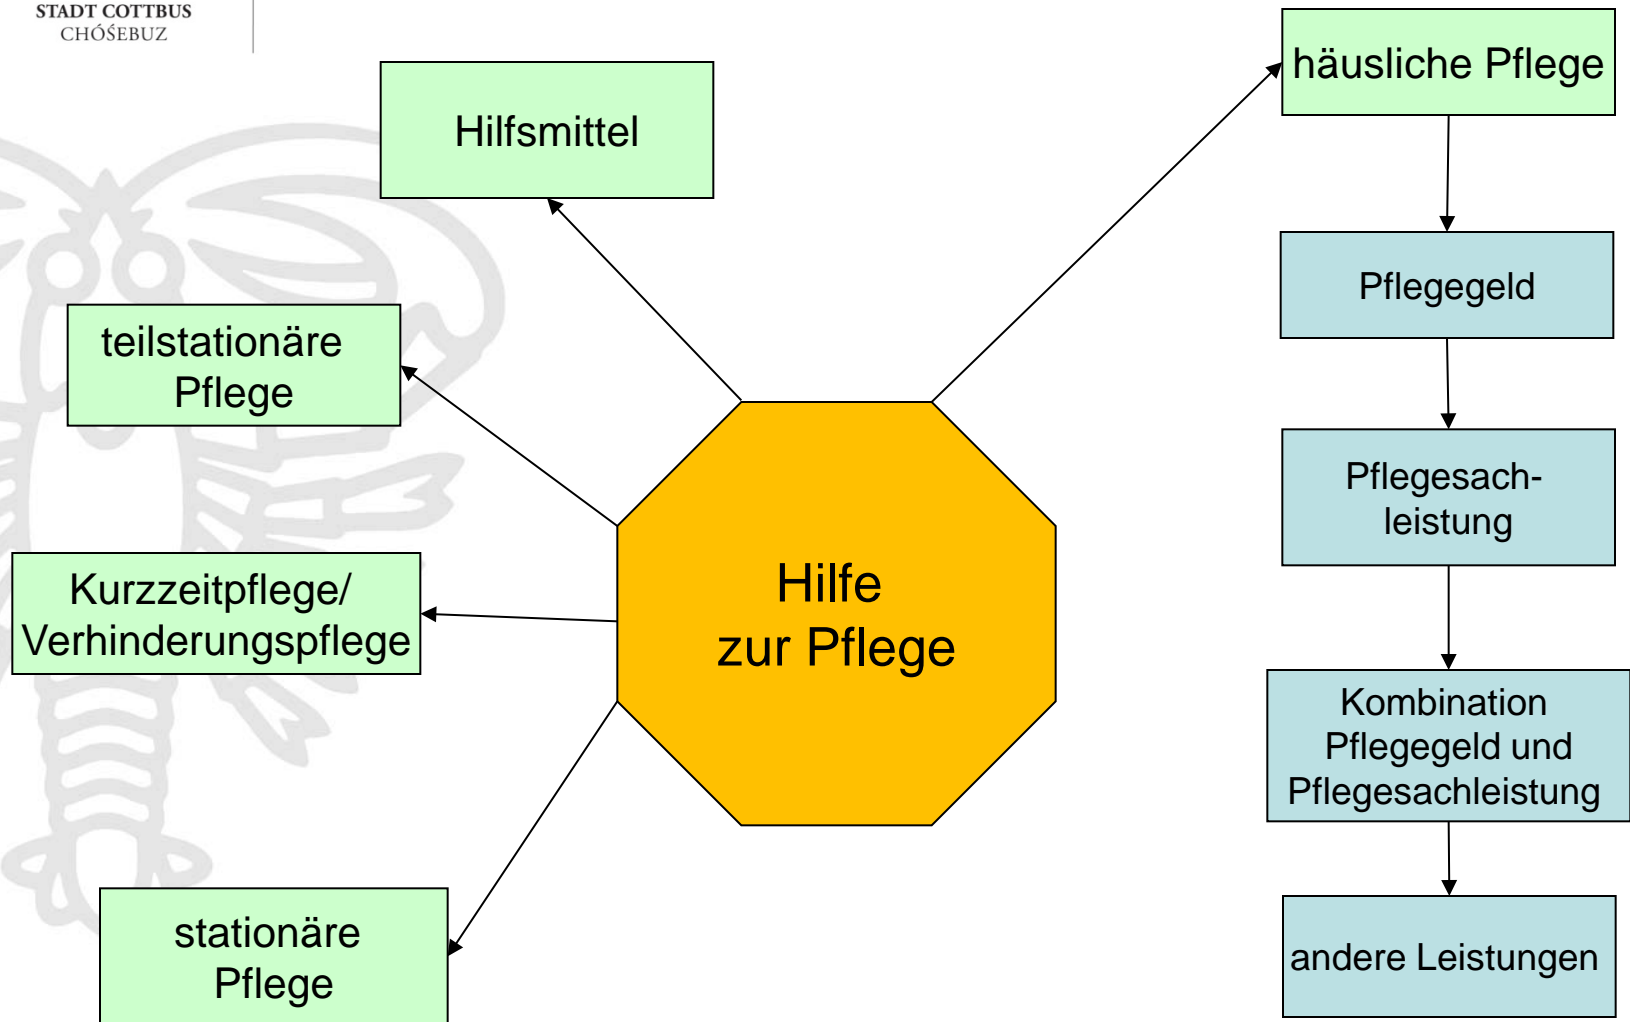 STADT COTTBUS
CHÓŚEBUZ
Hilfsmittel
teilstationäre
Pflege
Kurzzeitpflege/
Verhinderungspflege
stationäre
Pflege
Hilfe
zur Pflege
häusliche Pflege
Pflegegeld
Pflegesach-
leistung
Kombination
Pflegegeld und
Pflegesachleistung
andere Leistungen